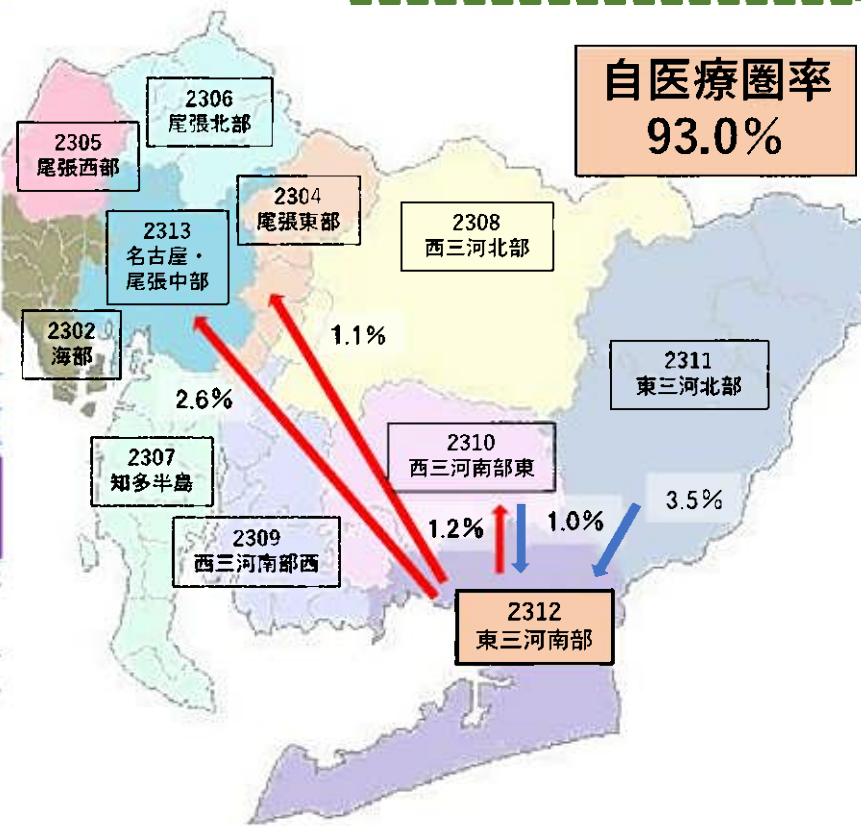 自医療圏率
93.0%
2306
尾張北部
2305
尾張西部
2304
尾張東部
2313
名古屋・
尾張中部
2308
西三河北部
2302
海部
1.1%
2311
東三河北部
2.6%
2310
西三河南部東
2307
知多半島
3.5%
1.2%
1.0%
2309
西三河南部西
2312
東三河南部